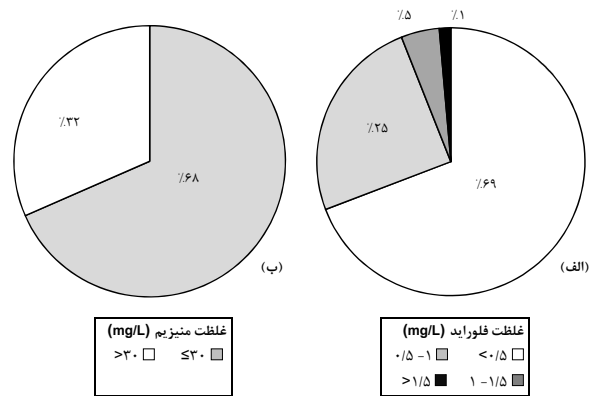 ٪۵ ٪۱
٪۲۵
٪۶۹
(الف)
غلظت فلوراید (mg/L)
<۰/۵
۰/۵ -۱
۱ -۱/۵
>۱/۵
٪۳۲
٪۶۸
(ب)
غلظت منیزیم (mg/L)
≤۳۰
>۳۰